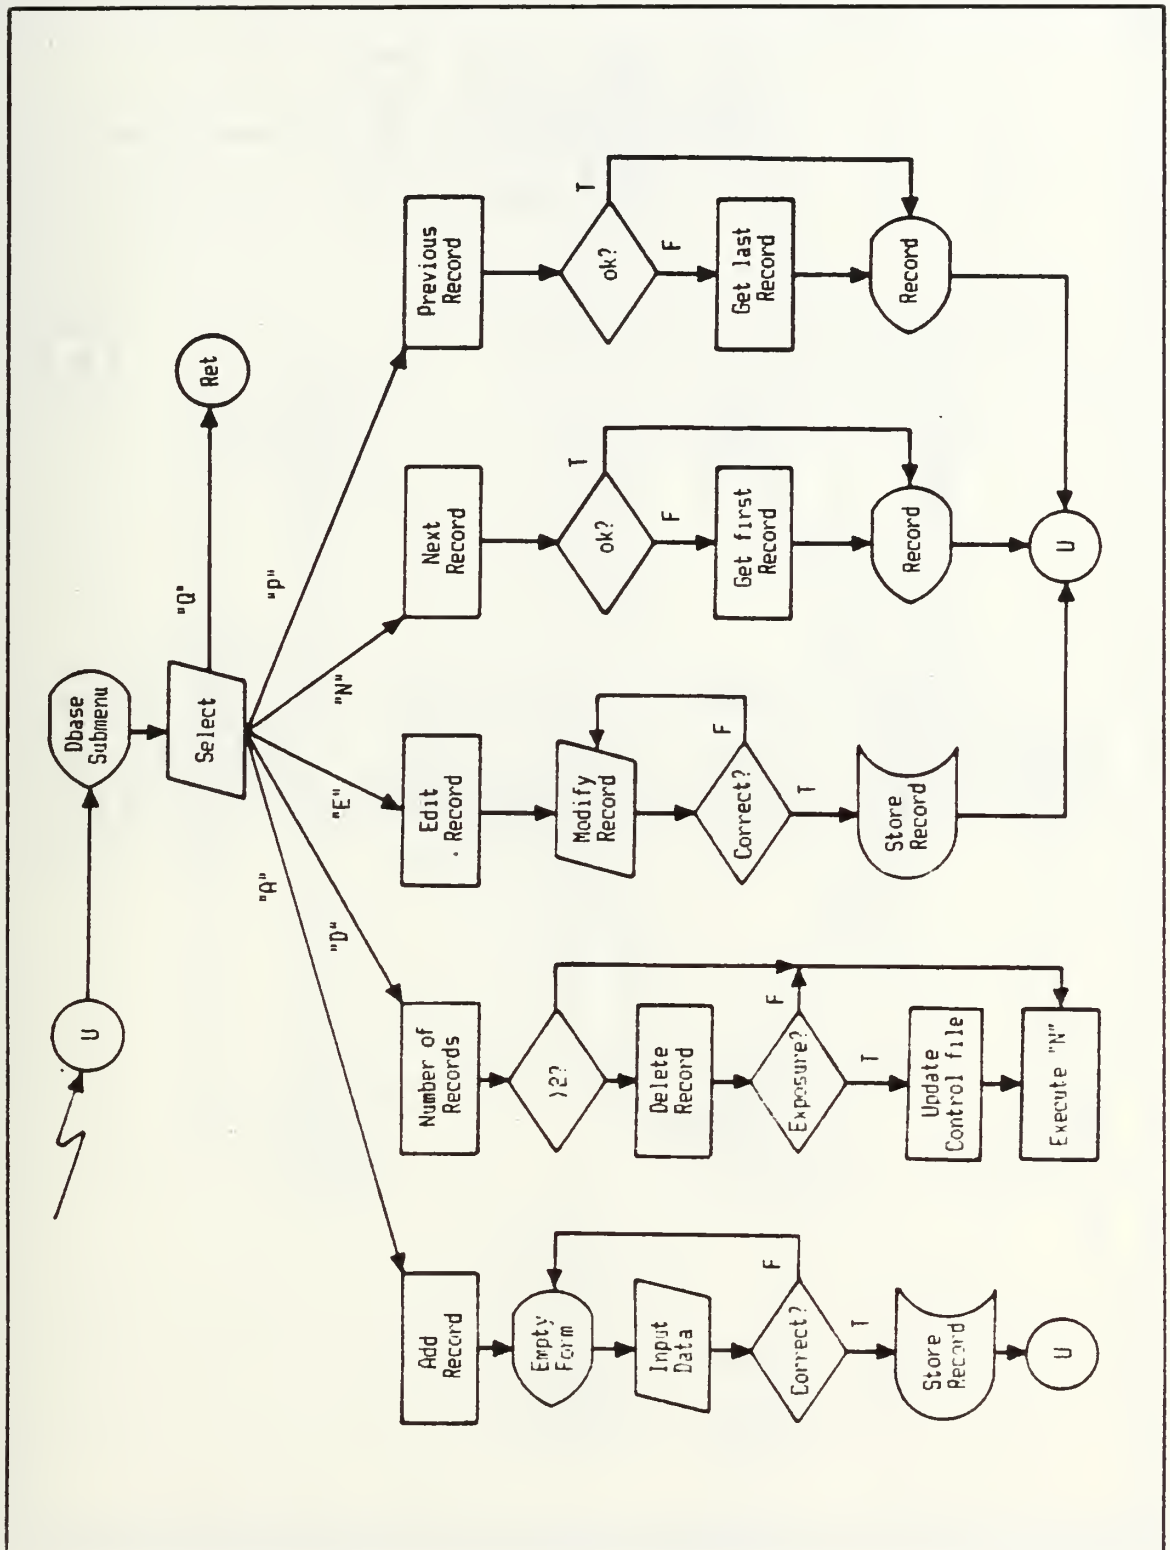 U
Dbase
Submenu
Select
"Q"
Ret
"A"
"D"
"E"
"N"
"P"
Add
Record
Empty
Form
Input
Data
Correct?
F
T
Store
Record
U
Number of
Records
>2?
Delete
Record
Exposure?
F
T
Update
Control file
Execute "N"
Edit
Record
Modify
Record
Correct?
F
T
Store
Record
Next
Record
ok?
T
F
Get first
Record
Record
U
Previous
Record
ok?
T
F
Get last
Record
Record